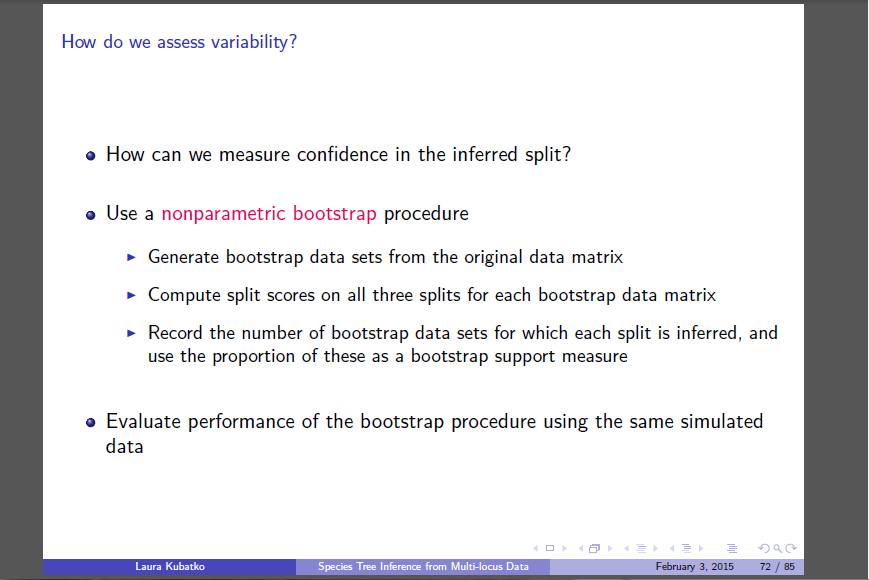 How do we assess variability?
How can we measure confidence in the inferred split?
Use a nonparametric bootstrap procedure
Generate bootstrap data sets from the original data matrix
Compute split scores on all three splits for each bootstrap data matrix
Record the number of bootstrap data sets for which each split is inferred, and
use the proportion of these as a bootstrap support measure
Evaluate performance of the bootstrap procedure using the same simulated
data
Laura Kubatko Species Tree Inference from Multi-locus Data February 3, 2015 72 / 85